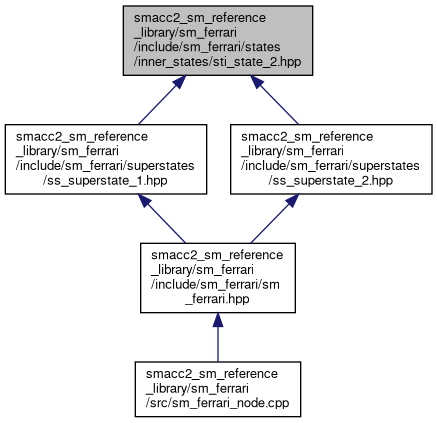 smacc2_sm_reference
_library/sm_ferrari
/include/sm_ferrari/states
/inner_states/sti_state_2.hpp
smacc2_sm_reference
_library/sm_ferrari
/include/sm_ferrari/superstates
/ss_superstate_1.hpp
smacc2_sm_reference
_library/sm_ferrari
/include/sm_ferrari/superstates
/ss_superstate_2.hpp
smacc2_sm_reference
_library/sm_ferrari
/include/sm_ferrari/sm
_ferrari.hpp
smacc2_sm_reference
_library/sm_ferrari
/src/sm_ferrari_node.cpp